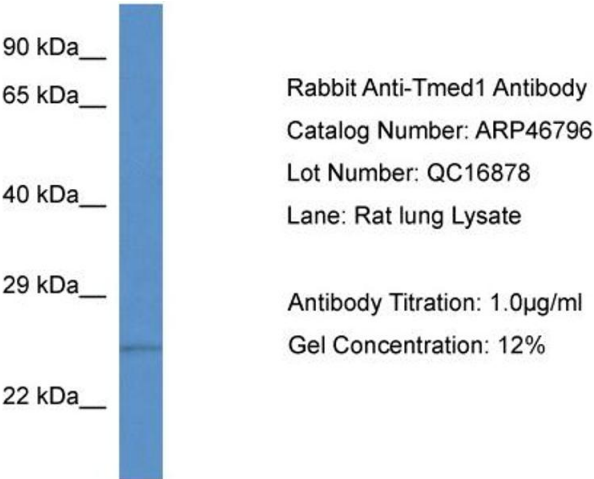 90 kDa__
65 kDa__
40 kDa__
29 kDa__
22 kDa__
Rabbit Anti-Tmed1 Antibody
Catalog Number: ARP46796
Lot Number: QC16878
Lane: Rat lung Lysate
Antibody Titration: 1.0µg/ml
Gel Concentration: 12%